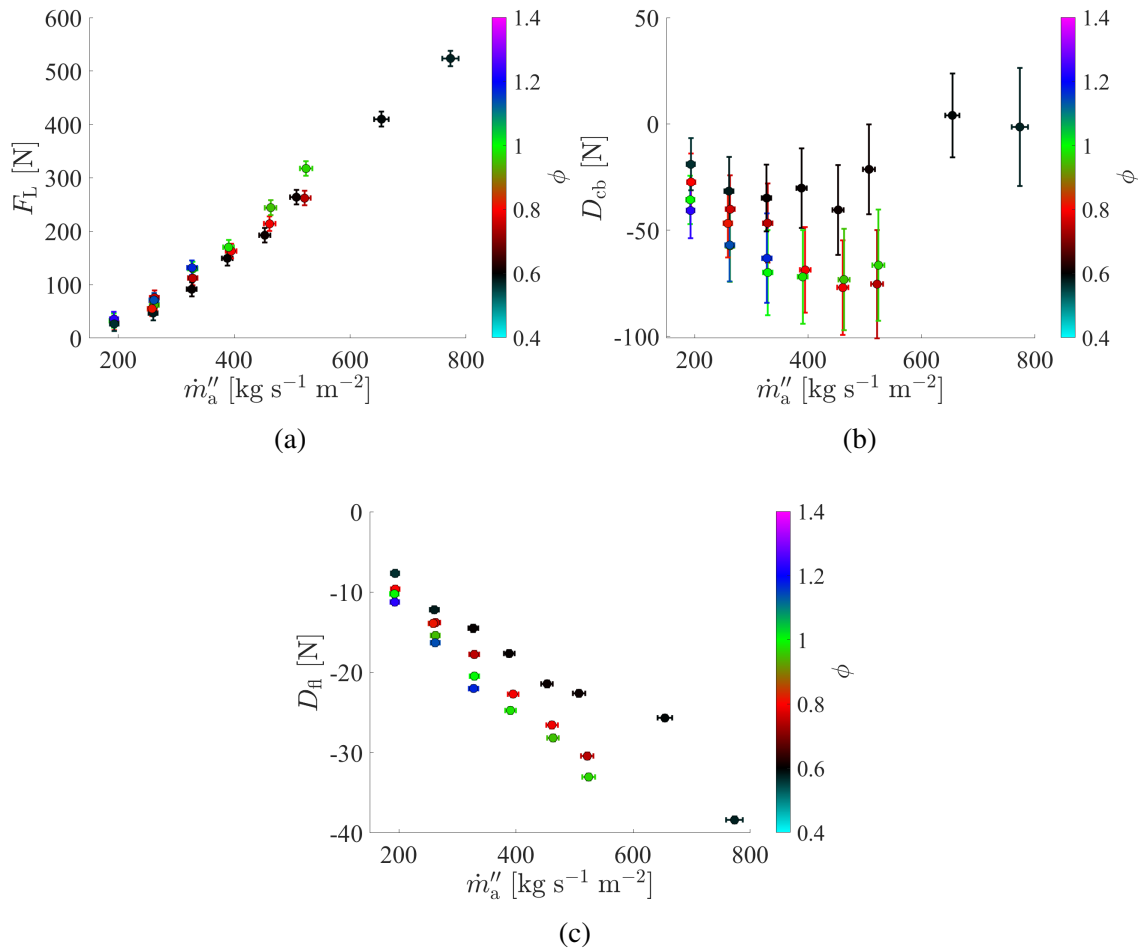 600
500
400
300
200
100
0
F_L [N]
200 400 600 800
ṁ″_a [kg s⁻¹ m⁻²]
1.4
1.2
1
0.8
0.6
0.4
ϕ
(a)
50
0
-50
-100
D_cb [N]
200 400 600 800
ṁ″_a [kg s⁻¹ m⁻²]
1.4
1.2
1
0.8
0.6
0.4
ϕ
(b)
0
-10
-20
-30
-40
D_fl [N]
200 400 600 800
ṁ″_a [kg s⁻¹ m⁻²]
1.4
1.2
1
0.8
0.6
0.4
ϕ
(c)